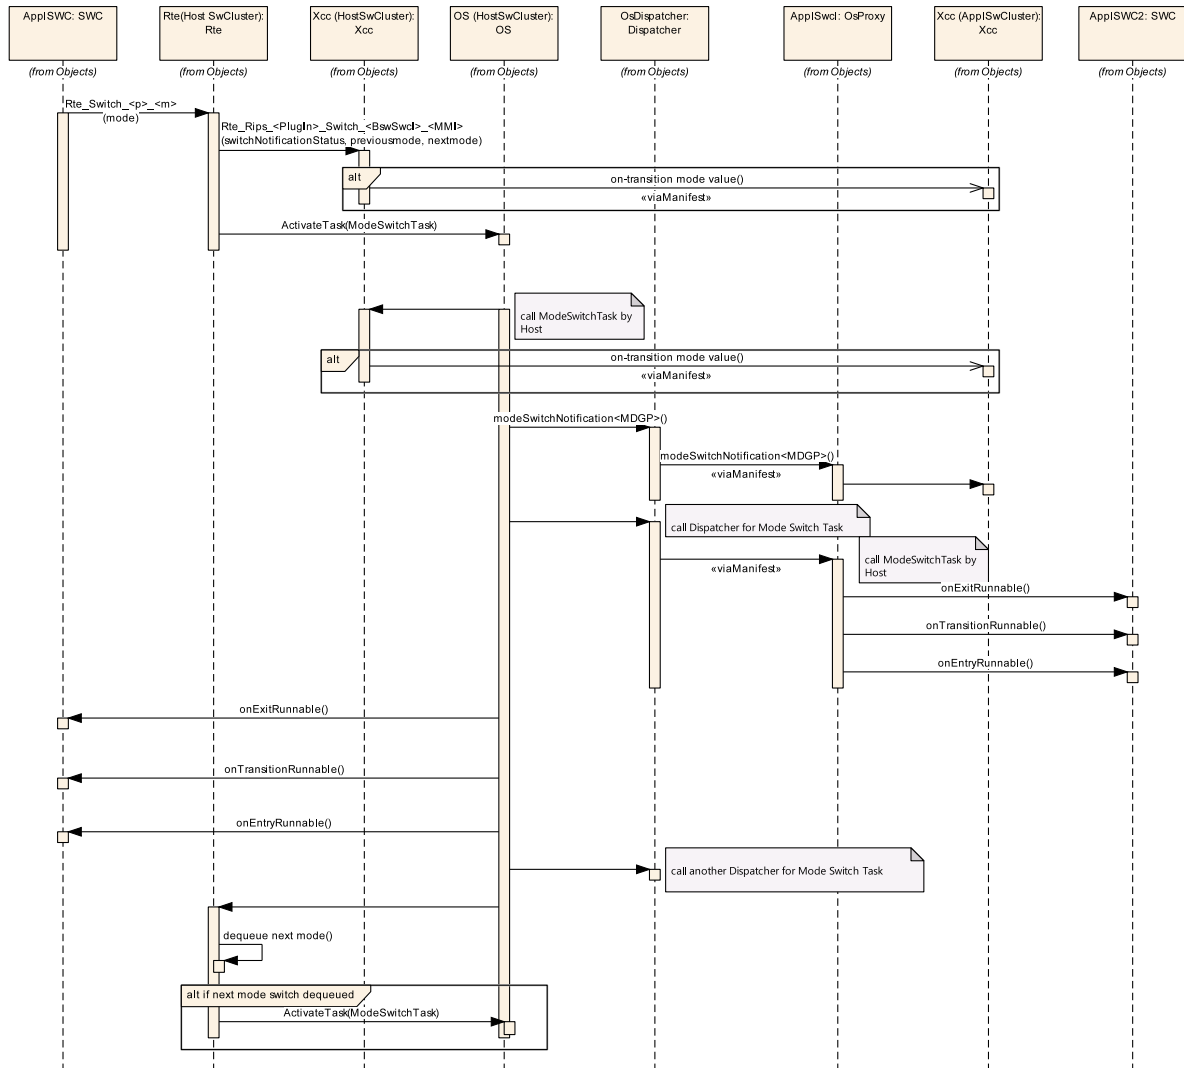 ApplSWC: SWC
Rte(Host SwCluster):
Rte
Xcc (HostSwCluster):
Xcc
OS (HostSwCluster):
OS
OsDispatcher:
Dispatcher
ApplSwcl: OsProxy
Xcc (ApplSwCluster):
Xcc
ApplSWC2: SWC
(from Objects)
(from Objects)
(from Objects)
(from Objects)
(from Objects)
(from Objects)
(from Objects)
(from Objects)
Rte_Switch_<p>_<m>
(mode)
Rte_Rips_<PlugIn>_Switch_<BswSwcl>_<MMI>
(switchNotificationStatus, previousmode, nextmode)
alt
on-transition mode value()
«viaManifest»
ActivateTask(ModeSwitchTask)
call ModeSwitchTask by
Host
alt
on-transition mode value()
«viaManifest»
modeSwitchNotification<MDGP>()
modeSwitchNotification<MDGP>()
«viaManifest»
call Dispatcher for Mode Switch Task
«viaManifest»
call ModeSwitchTask by
Host
onExitRunnable()
onTransitionRunnable()
onEntryRunnable()
onExitRunnable()
onTransitionRunnable()
onEntryRunnable()
call another Dispatcher for Mode Switch Task
dequeue next mode()
alt if next mode switch dequeued
ActivateTask(ModeSwitchTask)